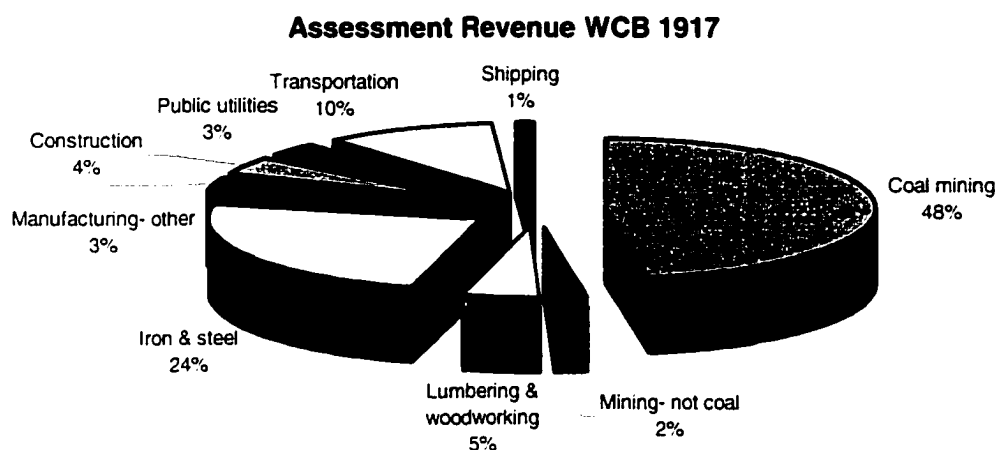 Assessment Revenue WCB 1917
Shipping
1%
Transportation
10%
Public utilities
3%
Construction
4%
Manufacturing- other
3%
Coal mining
48%
Iron & steel
24%
Lumbering &
woodworking
5%
Mining- not coal
2%